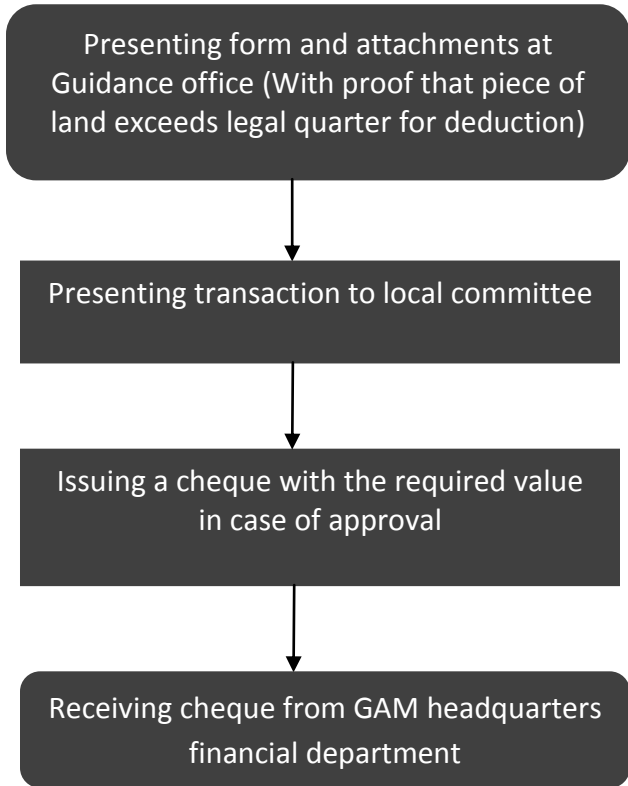 Presenting form and attachments at
Guidance office (With proof that piece of
land exceeds legal quarter for deduction)
Presenting transaction to local committee
Issuing a cheque with the required value
in case of approval
Receiving cheque from GAM headquarters
financial department